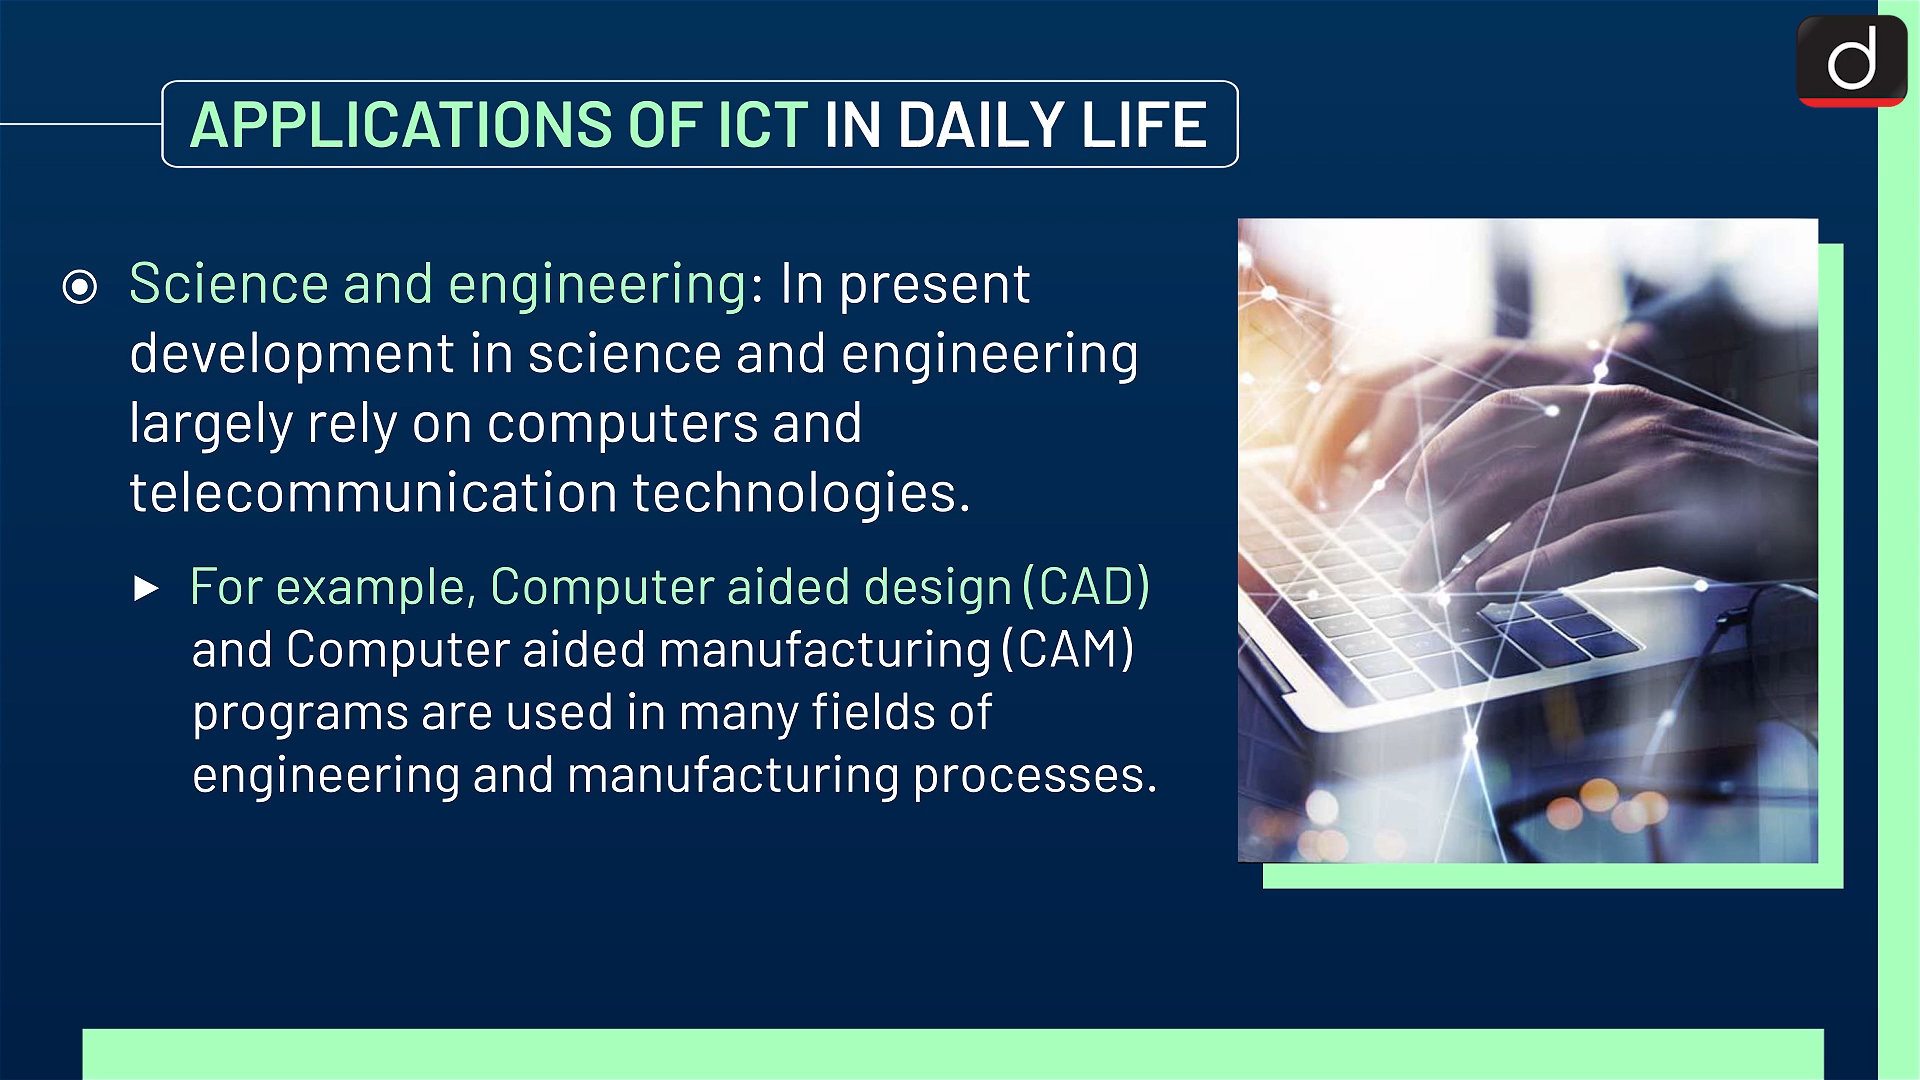 d
APPLICATIONS OF ICT IN DAILY LIFE
Science and engineering: In present
development in science and engineering
largely rely on computers and
telecommunication technologies.
For example, Computer aided design (CAD)
and Computer aided manufacturing (CAM)
programs are used in many fields of
engineering and manufacturing processes.